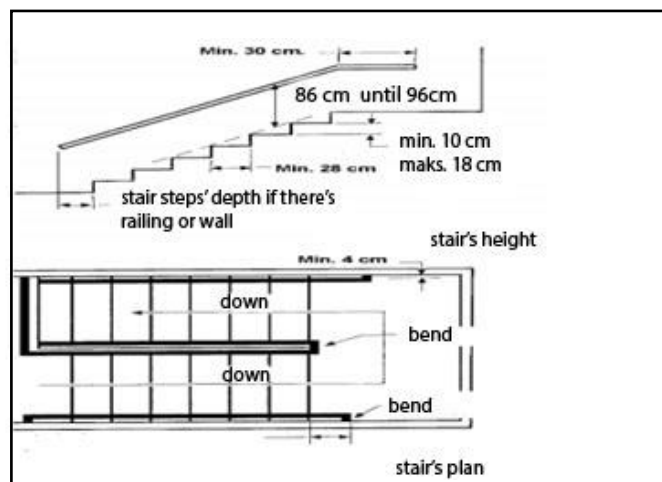 Min. 30 cm.
86 cm until 96cm
min. 10 cm
maks. 18 cm
Min. 28 cm
stair steps' depth if there's
railing or wall
stair's height
Min. 4 cm
down
bend
down
bend
stair's plan